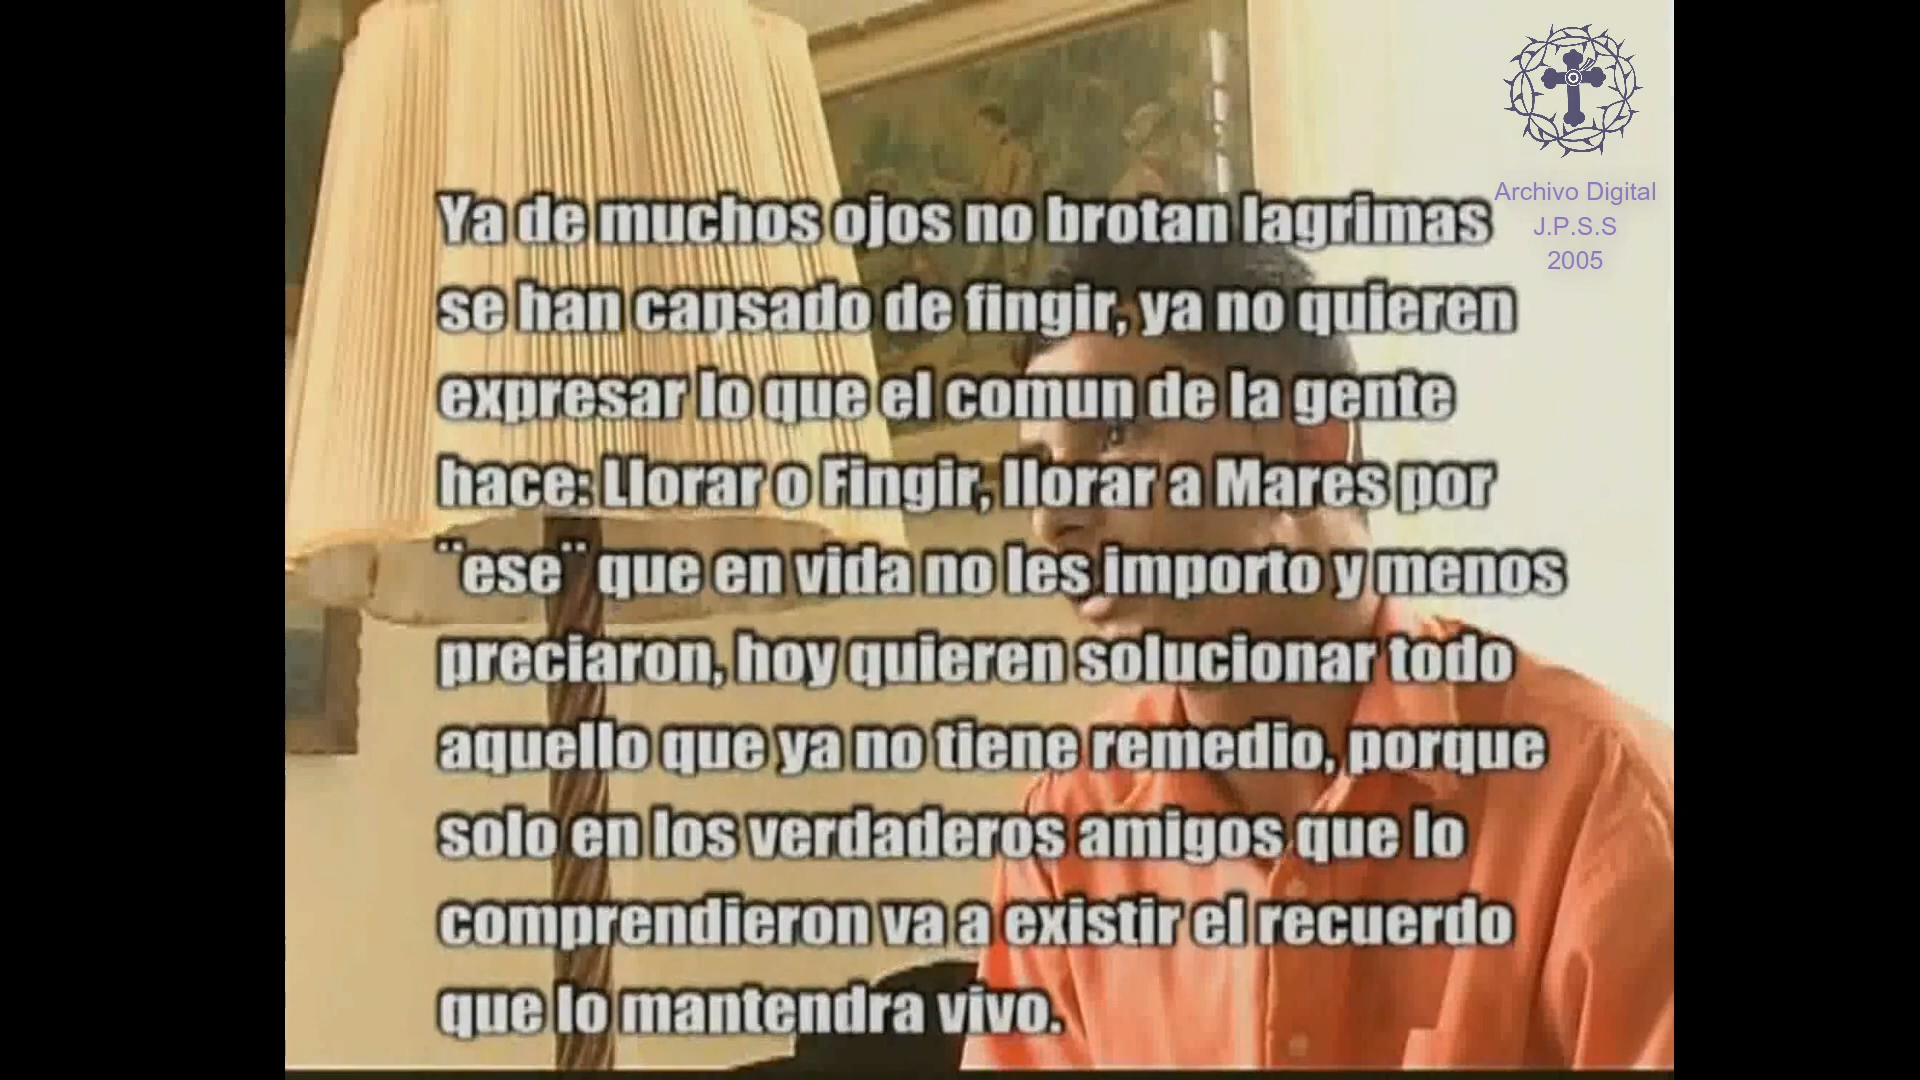 Ya de muchos ojos no brotan lagrimas
se han cansado de fingir, ya no quieren
expresar lo que el comun de la gente
hace: Llorar o Fingir, llorar a Mares por
¨ese¨ que en vida no les importo y menos
preciaron, hoy quieren solucionar todo
aquello que ya no tiene remedio, porque
solo en los verdaderos amigos que lo
comprendieron va a existir el recuerdo
que lo mantendra vivo.
Archivo Digital
J.P.S.S
2005